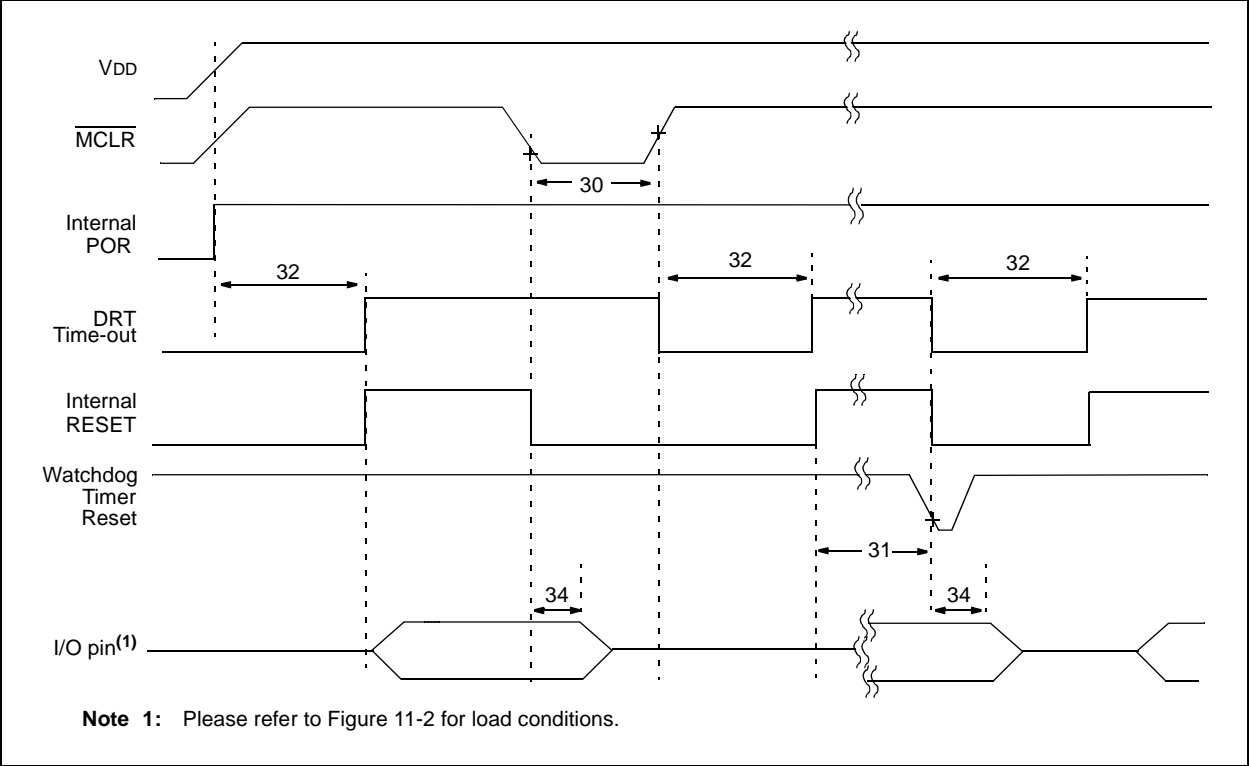 VDD
MCLR
30
Internal
POR
32
32
32
DRT
Time-out
Internal
RESET
Watchdog
Timer
Reset
31
34
34
I/O pin(1)
Note 1: Please refer to Figure 11-2 for load conditions.